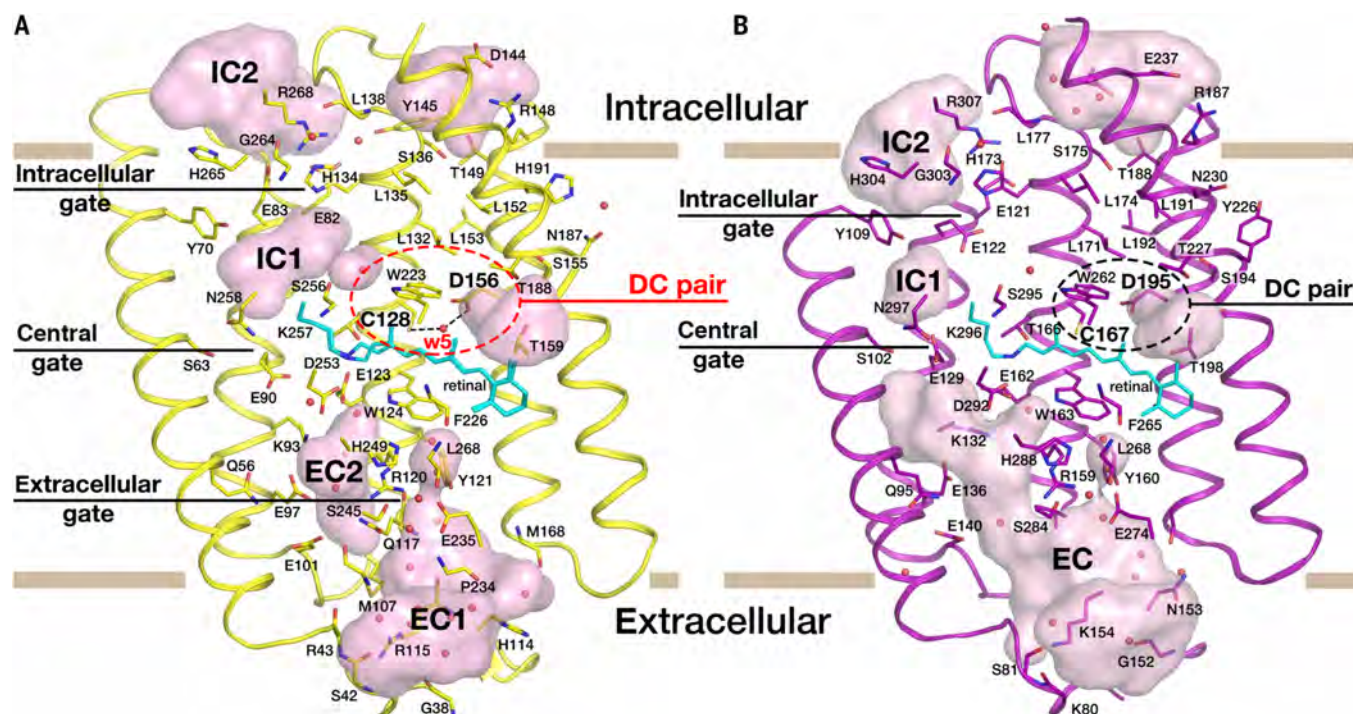 A
IC2
D144
R268
L138
Y145
R148
G264
S136
H265
T149
H191
Intracellular
gate
H134
L135
E83
E82
L152
Y70
N187
IC1
L132
L153
S155
W223
D156
S256
T188
DC pair
N258
C128
w5
K257
Central
gate
T159
S63
D253
E123
retinal
E90
W124
F226
K93
H249
L268
Q56
EC2
R120
Y121
Extracellular
gate
E97
S245
M168
Q117
E235
E101
P234
M107
EC1
R43
R115
H114
S42
G38
Intracellular
Extracellular
B
E237
R307
R187
L177
IC2
S175
H173
H304
G303
T188
N230
Intracellular
gate
E121
L174
L191
Y226
Y109
E122
L171
L192
T227
IC1
W262
D195
S194
S295
DC pair
N297
C167
K296
T166
Central
gate
S102
T198
E129
E162
retinal
D292
W163
F265
K132
H288
L268
R159
Y160
Q95
E136
S284
E274
E140
EC
N153
K154
S81
G152
K80